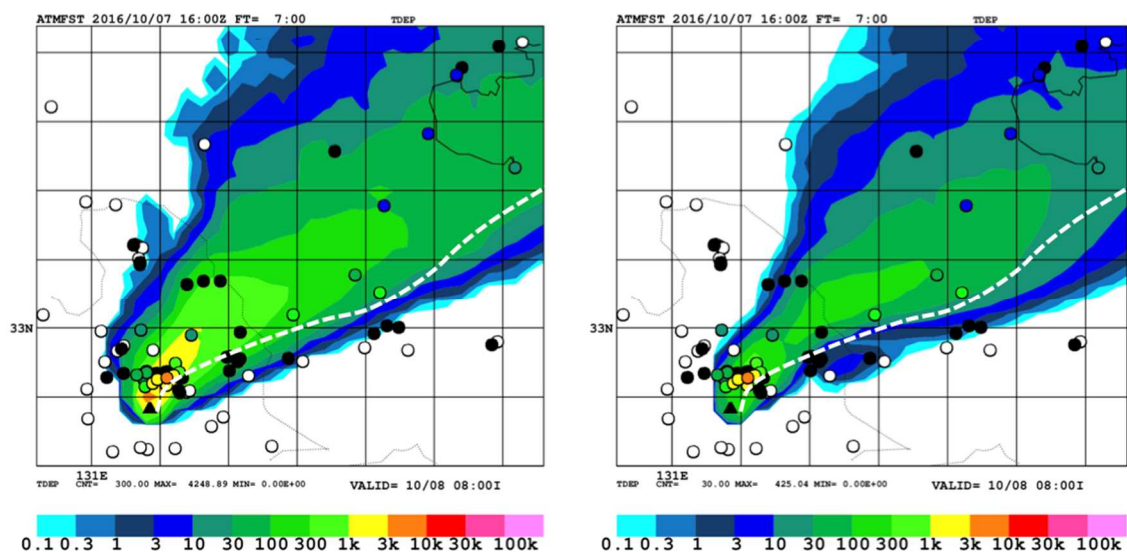 ATMFST 2016/10/07 16:00Z FT= 7:00 TDEP
33N
131E
TDEP CNT= 300.00 MAX= 4248.89 MIN= 0.00E+00 VALID= 10/08 08:00I
0.1 0.3 1 3 10 30 100 300 1k 3k 10k 30k 100k
ATMFST 2016/10/07 16:00Z FT= 7:00 TDEP
33N
131E
TDEP CNT= 30.00 MAX= 425.04 MIN= 0.00E+00 VALID= 10/08 08:00I
0.1 0.3 1 3 10 30 100 300 1k 3k 10k 30k 100k